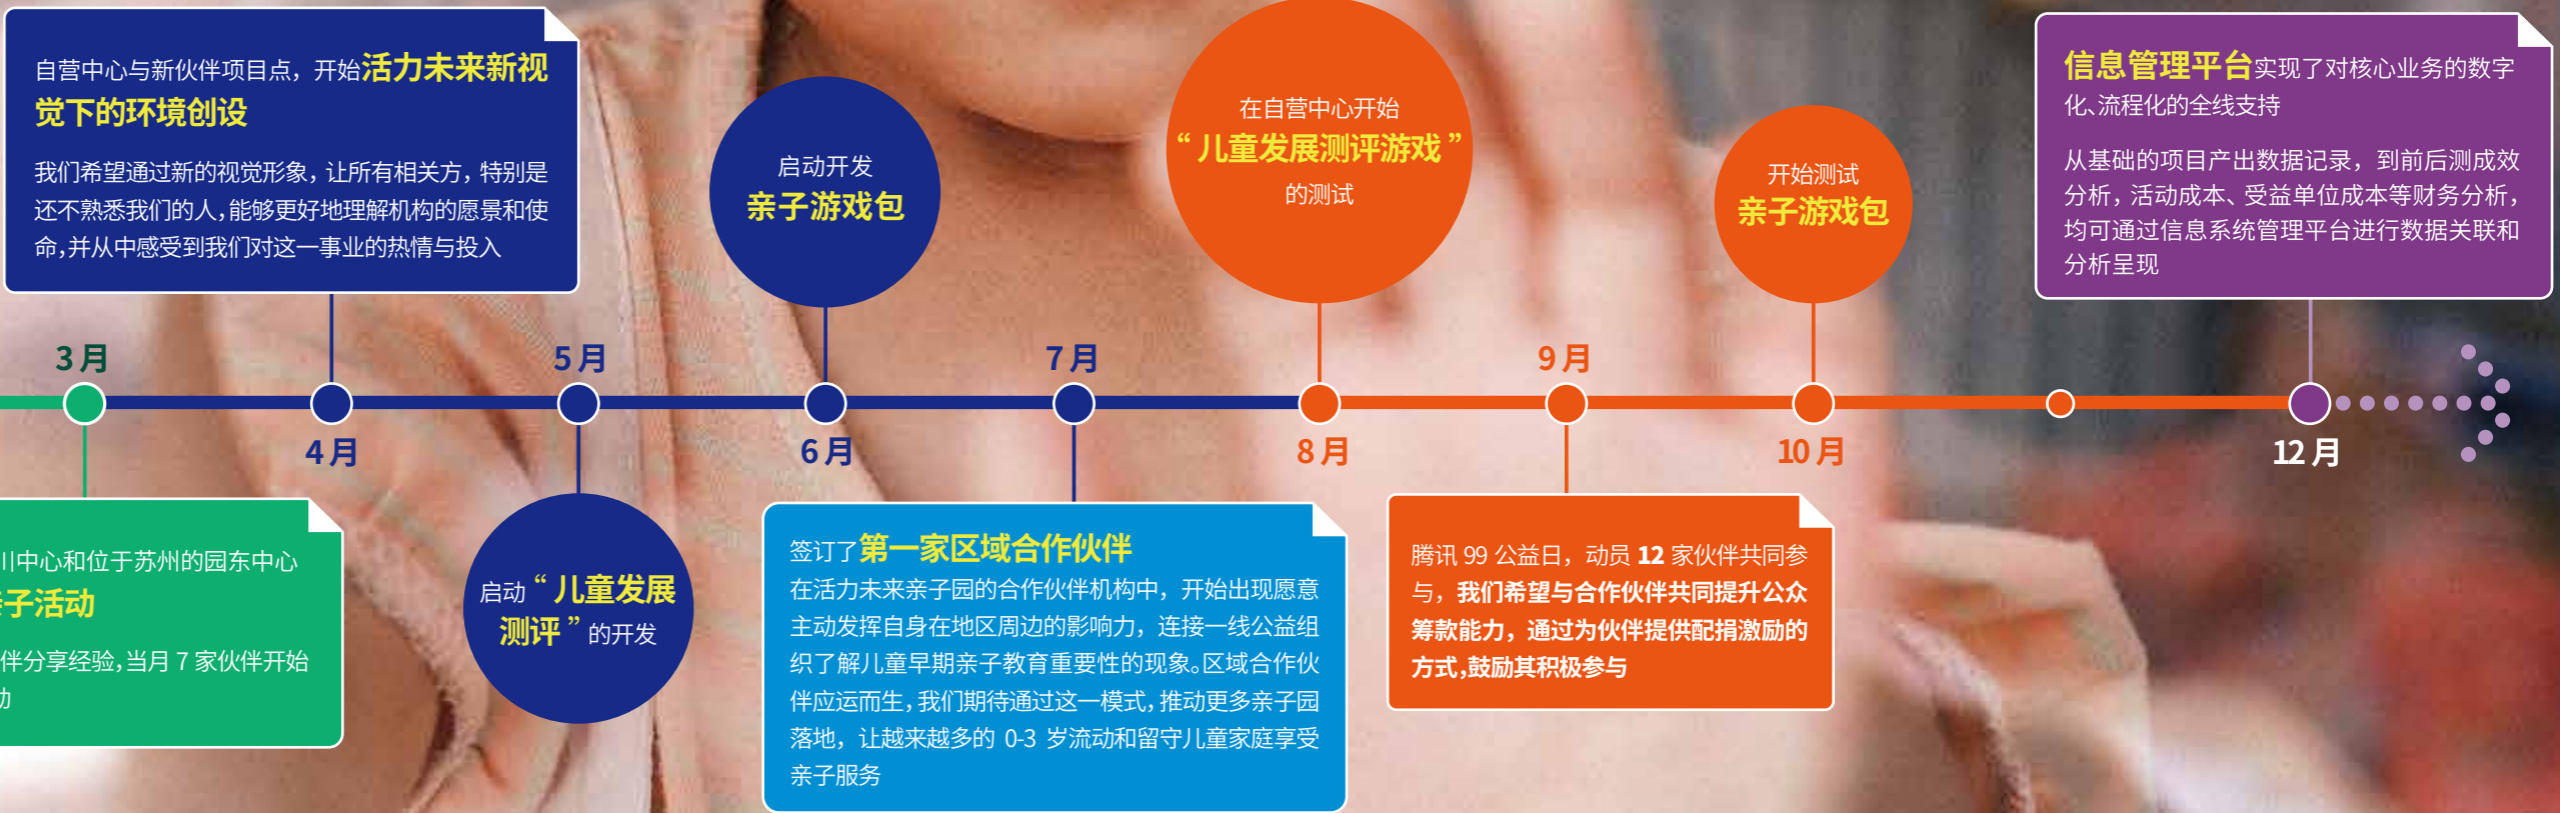 自营中心与新伙伴项目点，开始活力未来新视
觉下的环境创设
我们希望通过新的视觉形象，让所有相关方，特别是
还不熟悉我们的人，能够更好地理解机构的愿景和使
命，并从中感受到我们对这一事业的热情与投入
启动开发
亲子游戏包
在自营中心开始
“儿童发展测评游戏”
的测试
开始测试
亲子游戏包
信息管理平台实现了对核心业务的数字
化、流程化的全线支持
从基础的项目产出数据记录，到前后测成效
分析，活动成本、受益单位成本等财务分析，
均可通过信息系统管理平台进行数据关联和
分析呈现
3月
5月
7月
9月
4月
6月
8月
10月
12月
川中心和位于苏州的园东中心
子活动
伴分享经验，当月 7 家伙伴开始
启动“儿童发展
测评”的开发
签订了第一家区域合作伙伴
在活力未来亲子园的合作伙伴机构中，开始出现愿意
主动发挥自身在地区周边的影响力，连接一线公益组
织了解儿童早期亲子教育重要性的现象。区域合作伙
伴应运而生，我们期待通过这一模式，推动更多亲子园
落地，让越来越多的 0-3 岁流动和留守儿童家庭享受
亲子服务
腾讯 99 公益日，动员 12 家伙伴共同参
与，我们希望与合作伙伴共同提升公众
筹款能力，通过为伙伴提供配捐激励的
方式，鼓励其积极参与